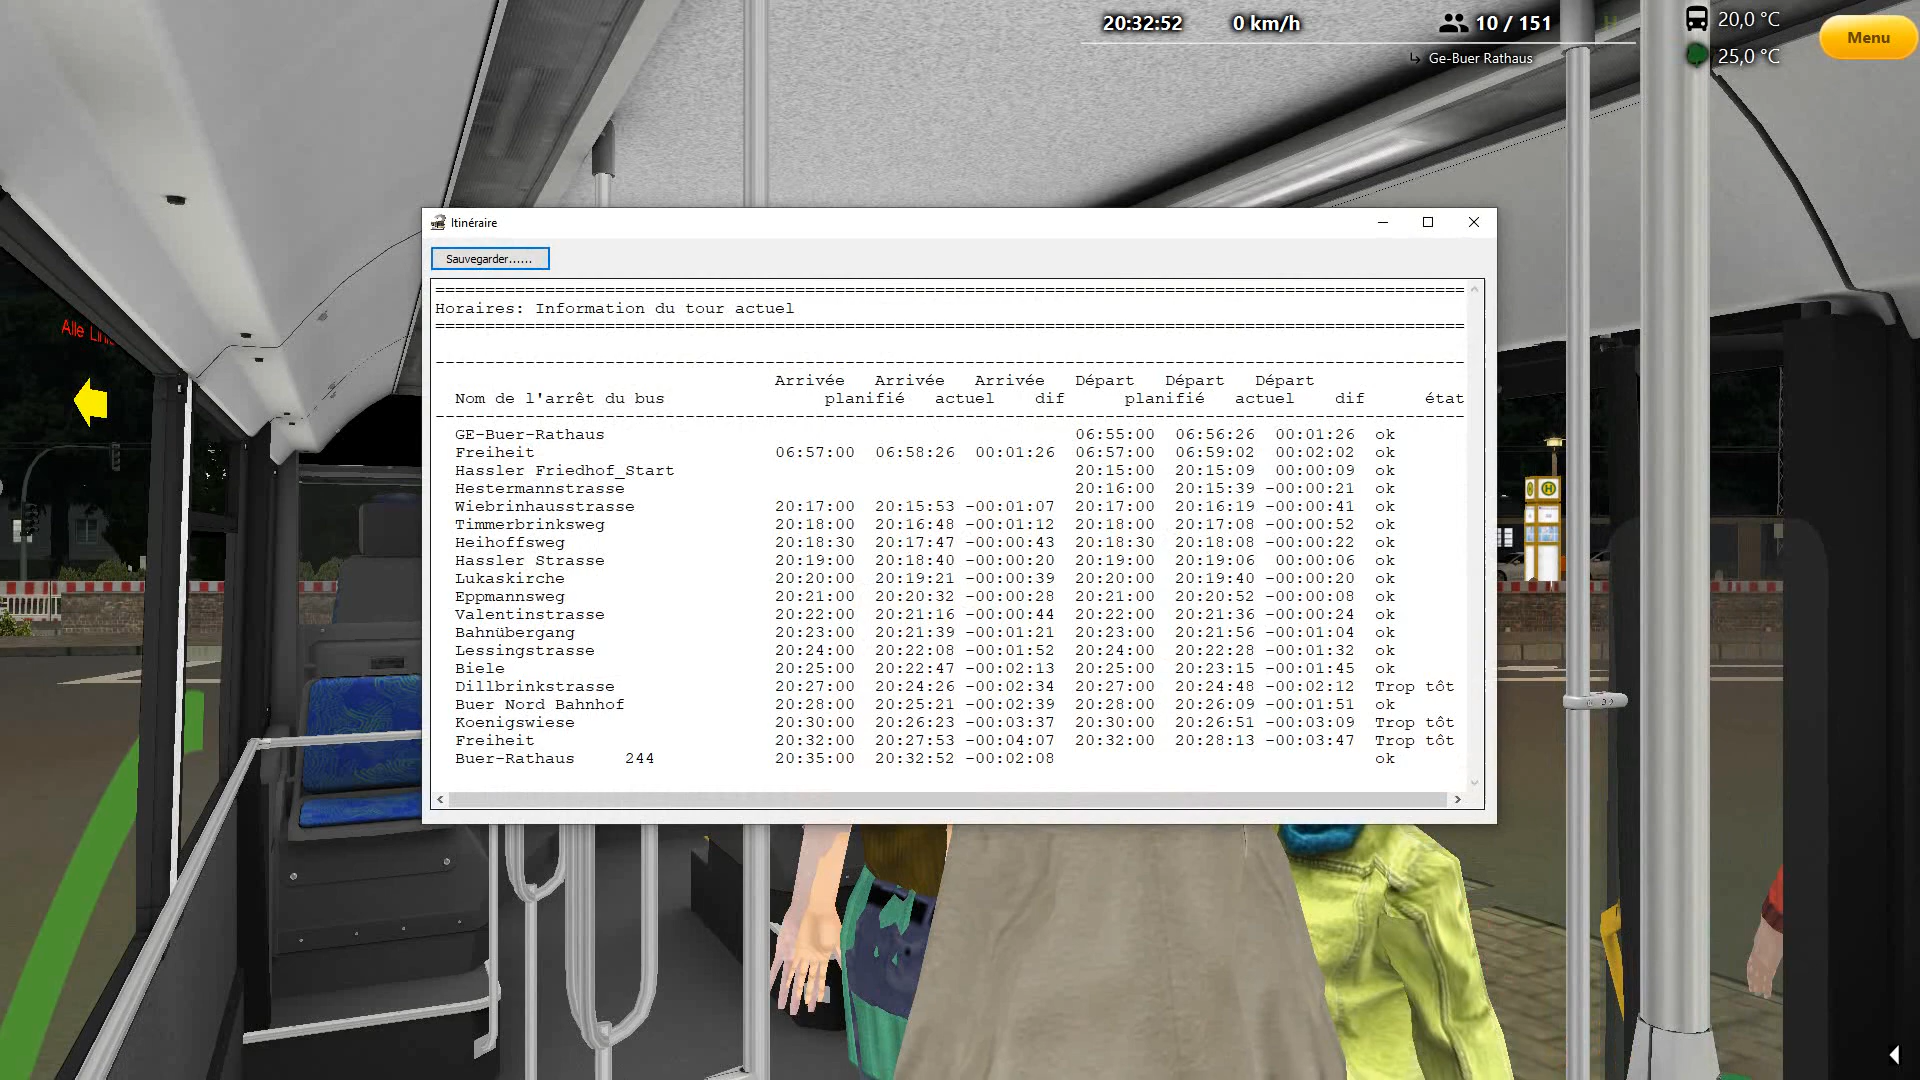 20:32:52 0 km/h 10 / 151 20,0 °C
Menu
Ge-Buer Rathaus 25,0 °C
Itinéraire
Sauvegarder......
Horaires: Information du tour actuel
Arrivée Arrivée Arrivée Départ Départ Départ
Nom de l'arrêt du bus planifié actuel dif planifié actuel dif état
GE-Buer-Rathaus 06:55:00 06:56:26 00:01:26 ok
Freiheit 06:57:00 06:58:26 00:01:26 06:57:00 06:59:02 00:02:02 ok
Hassler Friedhof_Start 20:15:00 20:15:09 00:00:09 ok
Hestermannstrasse 20:16:00 20:15:39 -00:00:21 ok
Wiebrinhausstrasse 20:17:00 20:15:53 -00:01:07 20:17:00 20:16:19 -00:00:41 ok
Timmerbrinksweg 20:18:00 20:16:48 -00:01:12 20:18:00 20:17:08 -00:00:52 ok
Heihoffsweg 20:18:30 20:17:47 -00:00:43 20:18:30 20:18:08 -00:00:22 ok
Hassler Strasse 20:19:00 20:18:40 -00:00:20 20:19:00 20:19:06 00:00:06 ok
Lukaskirche 20:20:00 20:19:21 -00:00:39 20:20:00 20:19:40 -00:00:20 ok
Eppmannsweg 20:21:00 20:20:32 -00:00:28 20:21:00 20:20:52 -00:00:08 ok
Valentinstrasse 20:22:00 20:21:16 -00:00:44 20:22:00 20:21:36 -00:00:24 ok
Bahnübergang 20:23:00 20:21:39 -00:01:21 20:23:00 20:21:56 -00:01:04 ok
Lessingstrasse 20:24:00 20:22:08 -00:01:52 20:24:00 20:22:28 -00:01:32 ok
Biele 20:25:00 20:22:47 -00:02:13 20:25:00 20:23:15 -00:01:45 ok
Dillbrinkstrasse 20:27:00 20:24:26 -00:02:34 20:27:00 20:24:48 -00:02:12 Trop tôt
Buer Nord Bahnhof 20:28:00 20:25:21 -00:02:39 20:28:00 20:26:09 -00:01:51 ok
Koenigswiese 20:30:00 20:26:23 -00:03:37 20:30:00 20:26:51 -00:03:09 Trop tôt
Freiheit 20:32:00 20:27:53 -00:04:07 20:32:00 20:28:13 -00:03:47 Trop tôt
Buer-Rathaus 244 20:35:00 20:32:52 -00:02:08 ok
Alle
H